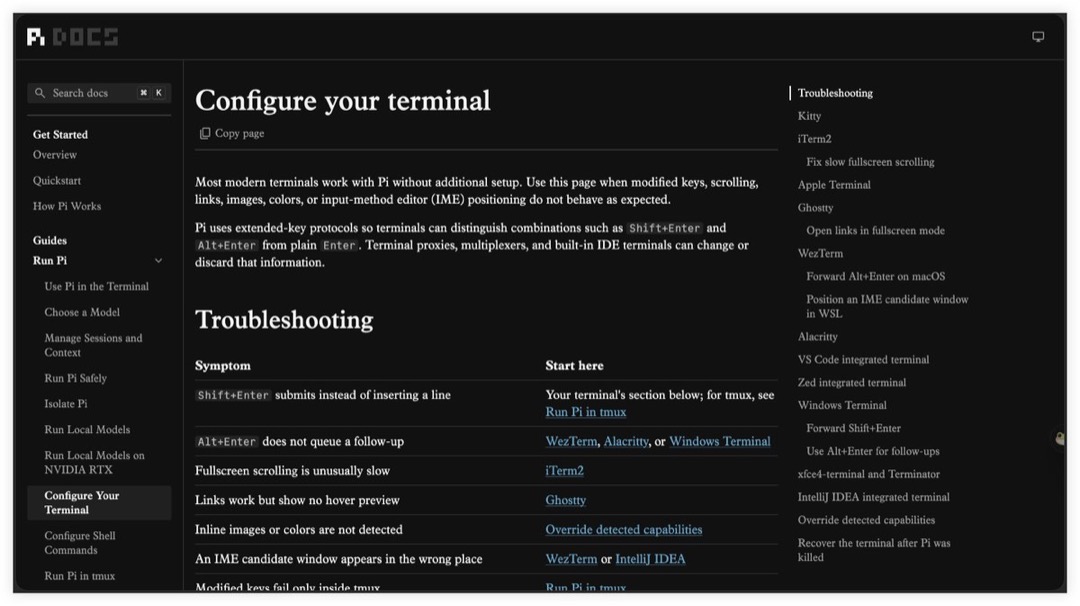 Pi DOCS
Search docs ⌘ K
Get Started
Overview
Quickstart
How Pi Works
Guides
Run Pi
Use Pi in the Terminal
Choose a Model
Manage Sessions and
Context
Run Pi Safely
Isolate Pi
Run Local Models
Run Local Models on
NVIDIA RTX
Configure Your
Terminal
Configure Shell
Commands
Run Pi in tmux
Configure your terminal
Copy page
Most modern terminals work with Pi without additional setup. Use this page when modified keys, scrolling,
links, images, colors, or input-method editor (IME) positioning do not behave as expected.
Pi uses extended-key protocols so terminals can distinguish combinations such as Shift+Enter and
Alt+Enter from plain Enter. Terminal proxies, multiplexers, and built-in IDE terminals can change or
discard that information.
Troubleshooting
Symptom Start here
Shift+Enter submits instead of inserting a line Your terminal's section below; for tmux, see
Run Pi in tmux
Alt+Enter does not queue a follow-up WezTerm, Alacritty, or Windows Terminal
Fullscreen scrolling is unusually slow iTerm2
Links work but show no hover preview Ghostty
Inline images or colors are not detected Override detected capabilities
An IME candidate window appears in the wrong place WezTerm or IntelliJ IDEA
Modified keys fail only inside tmux Run Pi in tmux
Troubleshooting
Kitty
iTerm2
Fix slow fullscreen scrolling
Apple Terminal
Ghostty
Open links in fullscreen mode
WezTerm
Forward Alt+Enter on macOS
Position an IME candidate window
in WSL
Alacritty
VS Code integrated terminal
Zed integrated terminal
Windows Terminal
Forward Shift+Enter
Use Alt+Enter for follow-ups
xfce4-terminal and Terminator
IntelliJ IDEA integrated terminal
Override detected capabilities
Recover the terminal after Pi was
killed